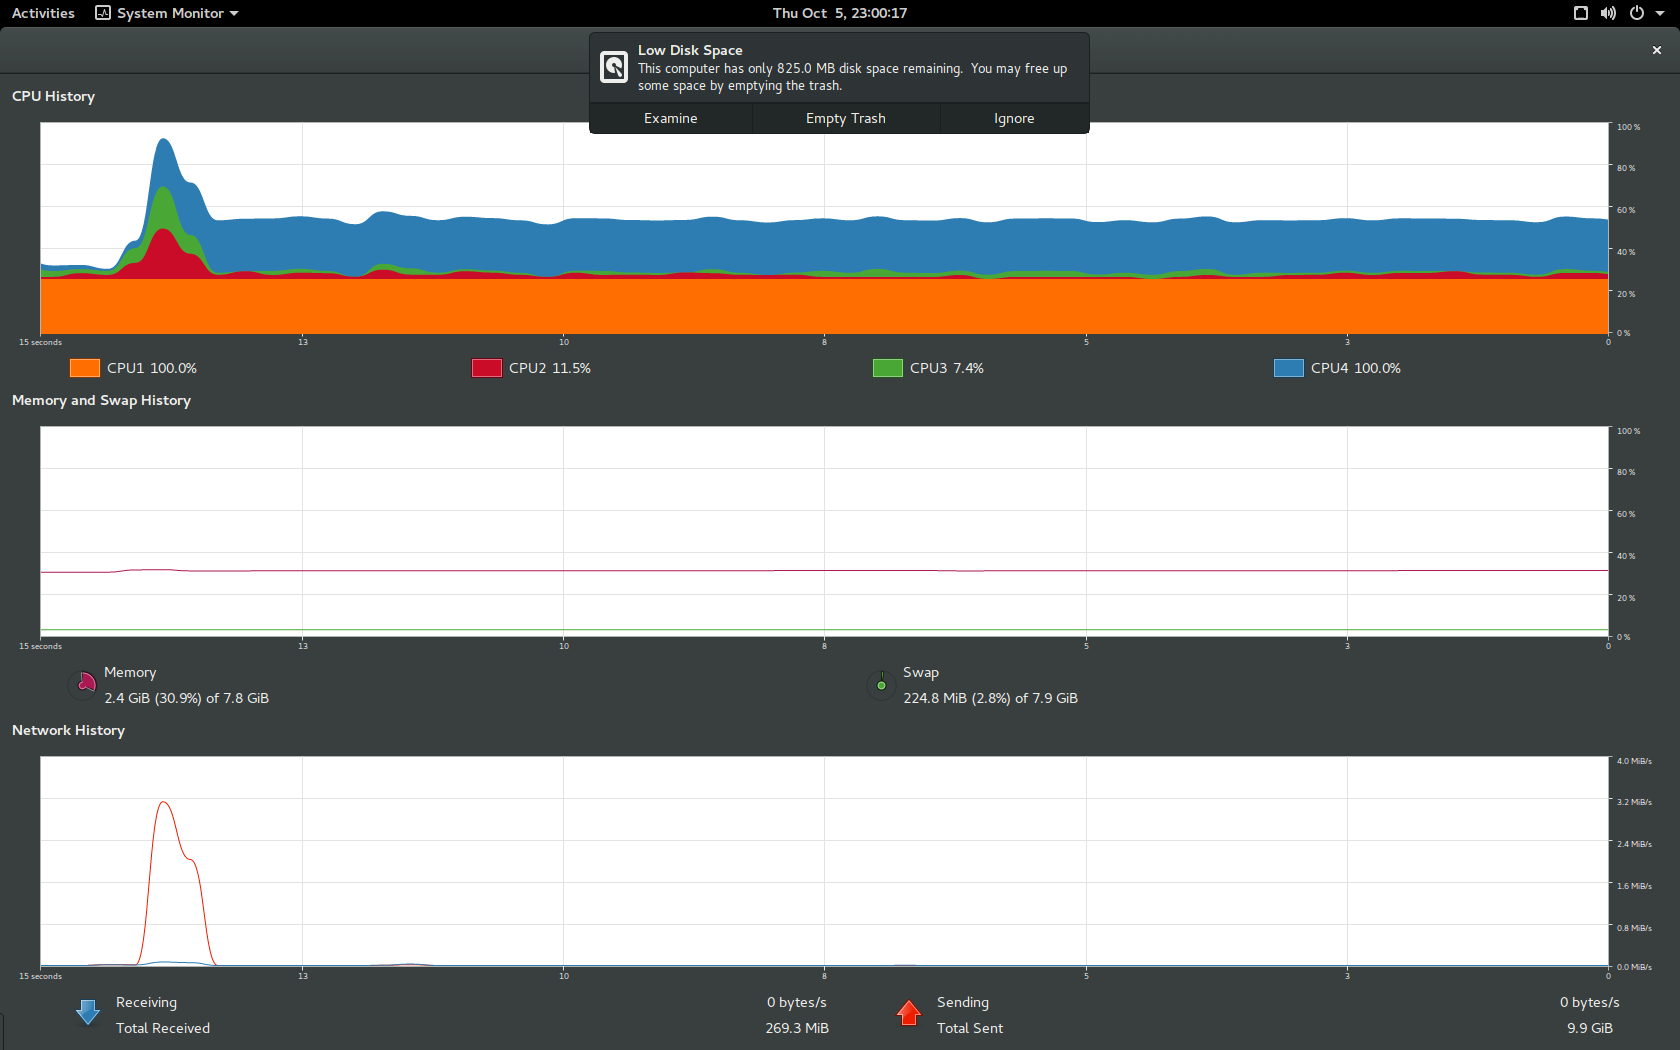 Activities System Monitor Thu Oct 5, 23:00:17
Low Disk Space
This computer has only 825.0 MB disk space remaining. You may free up
some space by emptying the trash.
Examine Empty Trash Ignore
CPU History
100 %
80 %
60 %
40 %
20 %
0 %
15 seconds 13 10 8 5 3 0
CPU1 100.0% CPU2 11.5% CPU3 7.4% CPU4 100.0%
Memory and Swap History
100 %
80 %
60 %
40 %
20 %
0 %
15 seconds 13 10 8 5 3 0
Memory Swap
2.4 GiB (30.9%) of 7.8 GiB 224.8 MiB (2.8%) of 7.9 GiB
Network History
4.0 MiB/s
3.2 MiB/s
2.4 MiB/s
1.6 MiB/s
0.8 MiB/s
0.0 MiB/s
15 seconds 13 10 8 5 3 0
Receiving 0 bytes/s Sending 0 bytes/s
Total Received 269.3 MiB Total Sent 9.9 GiB